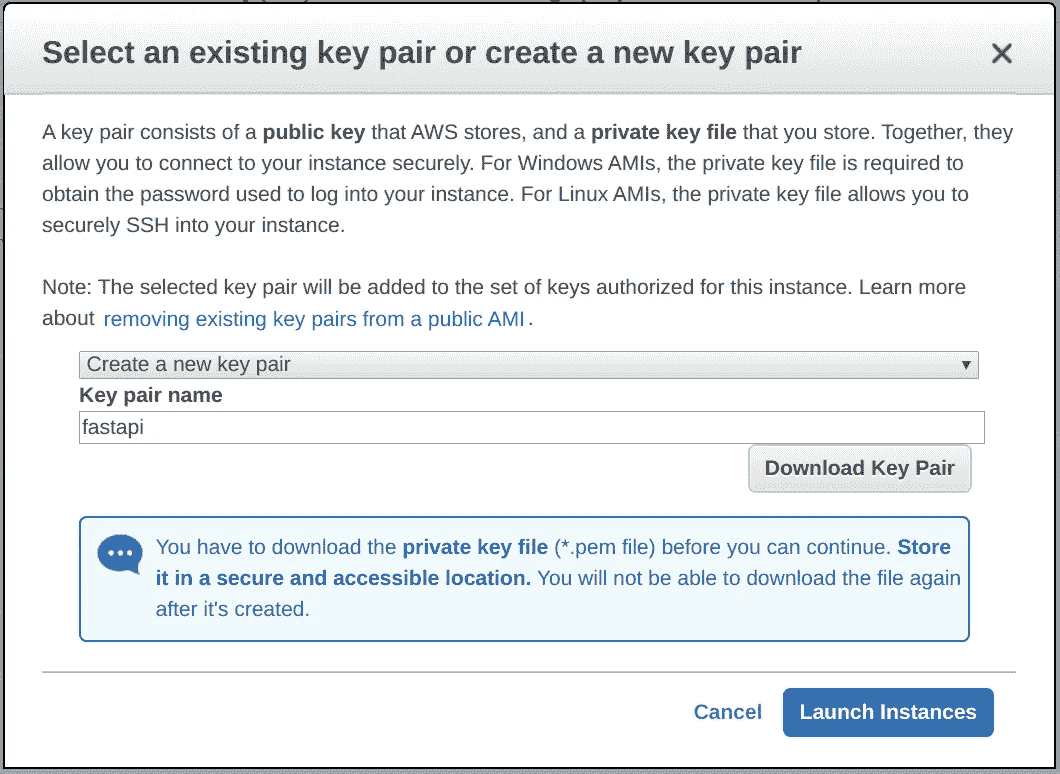 Select an existing key pair or create a new key pair
A key pair consists of a public key that AWS stores, and a private key file that you store. Together, they
allow you to connect to your instance securely. For Windows AMIs, the private key file is required to
obtain the password used to log into your instance. For Linux AMIs, the private key file allows you to
securely SSH into your instance.
Note: The selected key pair will be added to the set of keys authorized for this instance. Learn more
about removing existing key pairs from a public AMI.
Create a new key pair
Key pair name
fastapi
Download Key Pair
You have to download the private key file (*.pem file) before you can continue. Store
it in a secure and accessible location. You will not be able to download the file again
after it's created.
Cancel Launch Instances